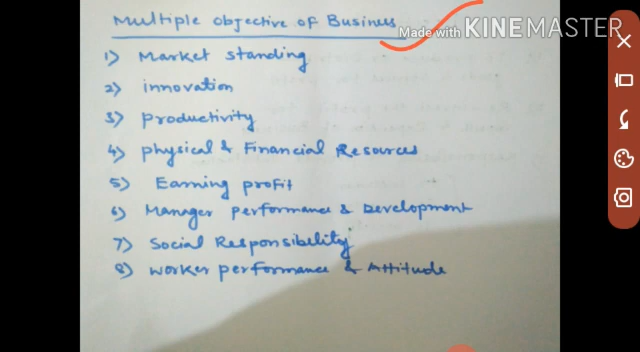 Multiple objective of Business
Made with KINEMASTER
1) Market standing
2) innovation
3) Productivity
4) Physical & Financial Resources
5) Earning profit
6) Manager performance & Development
7) Social Responsibility
8) Worker performance & Attitude